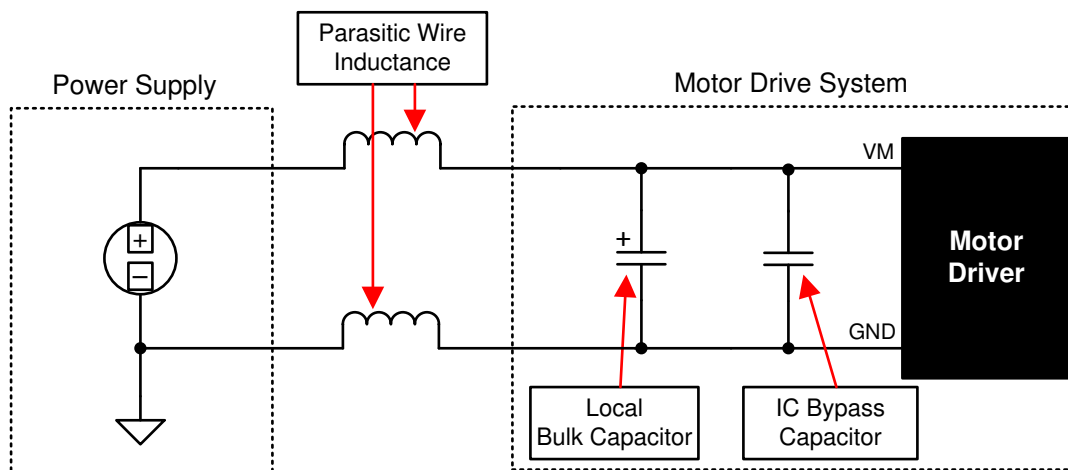 Parasitic Wire
Inductance
Power Supply
Motor Drive System
VM
+
−
+
Motor
Driver
GND
Local
Bulk Capacitor
IC Bypass
Capacitor